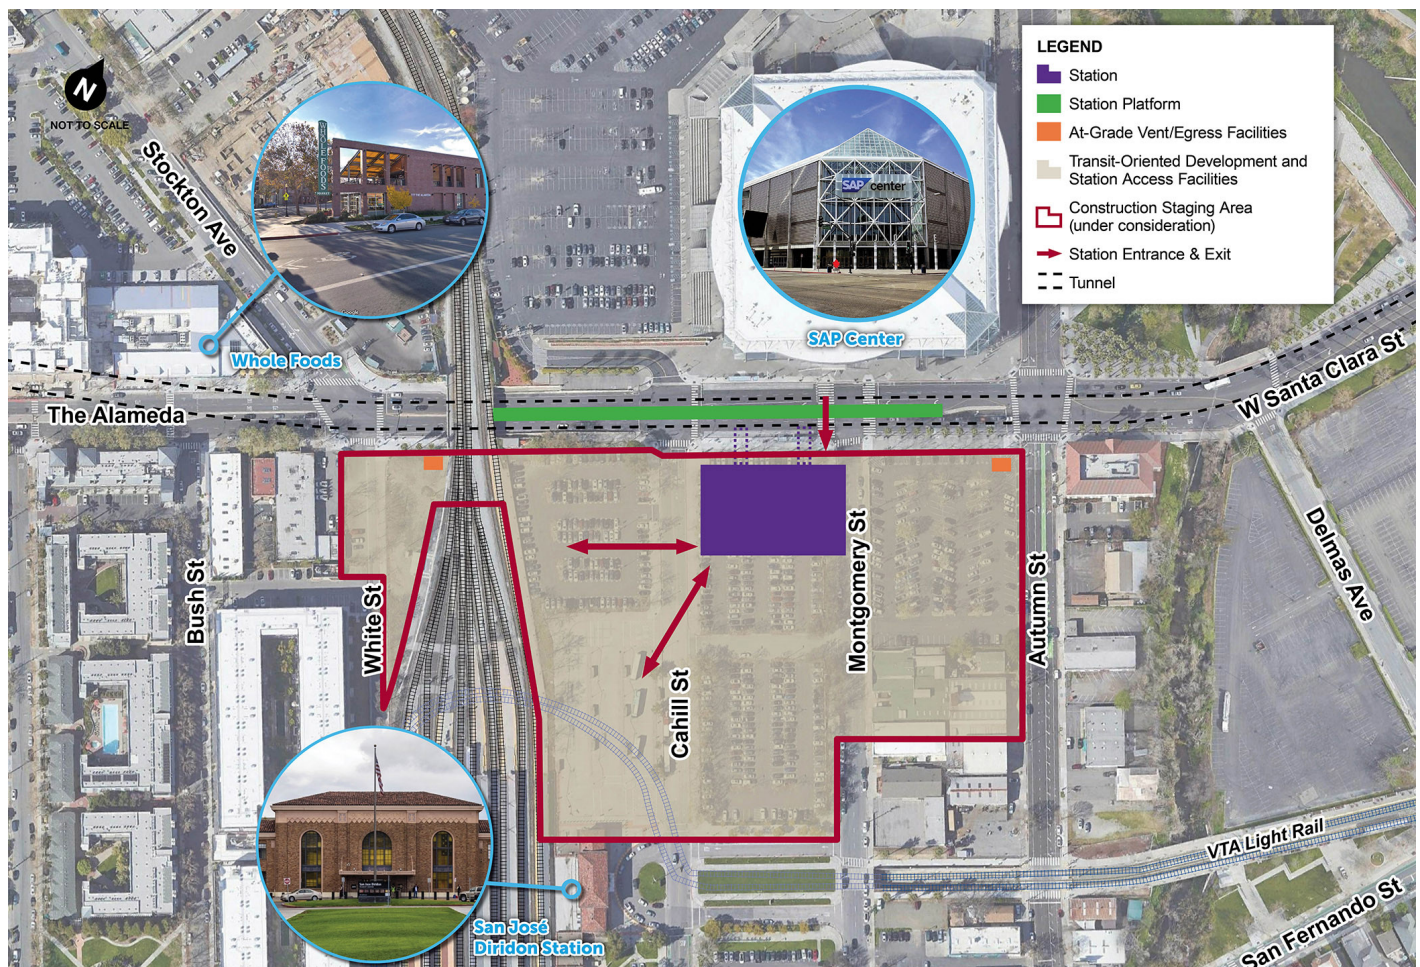 LEGEND
Station
Station Platform
At-Grade Vent/Egress Facilities
Transit-Oriented Development and
Station Access Facilities
Construction Staging Area
(under consideration)
Station Entrance & Exit
Tunnel
N
NOT TO SCALE
Stockton Ave
WHOLE FOODS
SAP center
SAP Center
Whole Foods
The Alameda
W Santa Clara St
Delmas Ave
Bush St
White St
Cahill St
Montgomery St
Autumn St
VTA Light Rail
San José
Diridon Station
San Fernando St